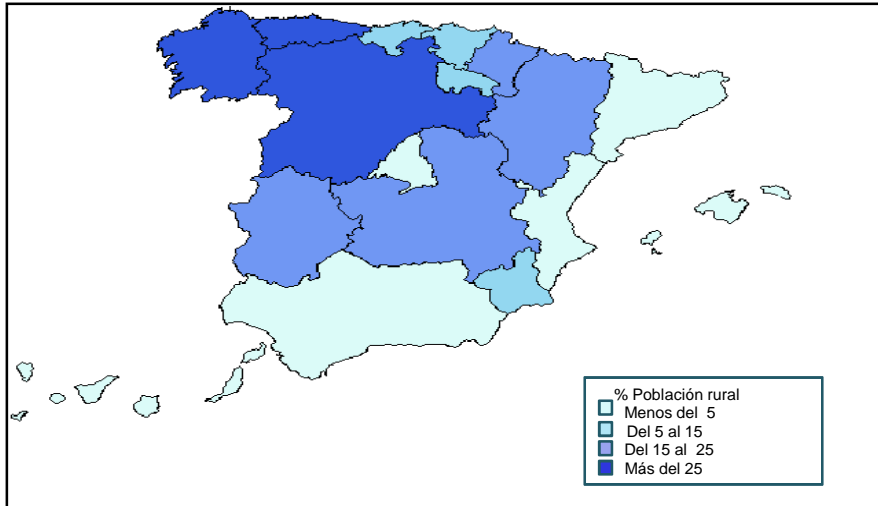 % Población rural
Menos del 5
Del 5 al 15
Del 15 al 25
Más del 25